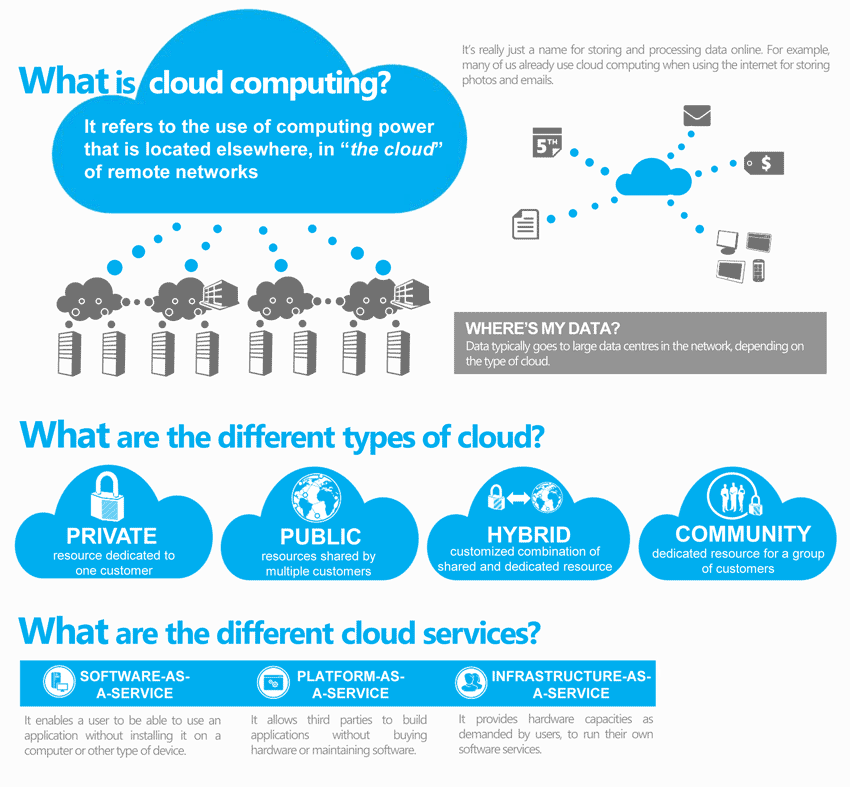 What is cloud computing?
It refers to the use of computing power
that is located elsewhere, in “the cloud”
of remote networks
It’s really just a name for storing and processing data online. For example,
many of us already use cloud computing when using the internet for storing
photos and emails.
5TH
$
WHERE’S MY DATA?
Data typically goes to large data centres in the network, depending on
the type of cloud.
What are the different types of cloud?
PRIVATE
resource dedicated to
one customer
PUBLIC
resources shared by
multiple customers
HYBRID
customized combination of
shared and dedicated resource
COMMUNITY
dedicated resource for a group
of customers
What are the different cloud services?
SOFTWARE-AS-
A-SERVICE
It enables a user to be able to use an
application without installing it on a
computer or other type of device.
PLATFORM-AS-
A-SERVICE
It allows third parties to build
applications without buying
hardware or maintaining software.
INFRASTRUCTURE-AS-
A-SERVICE
It provides hardware capacities as
demanded by users, to run their own
software services.